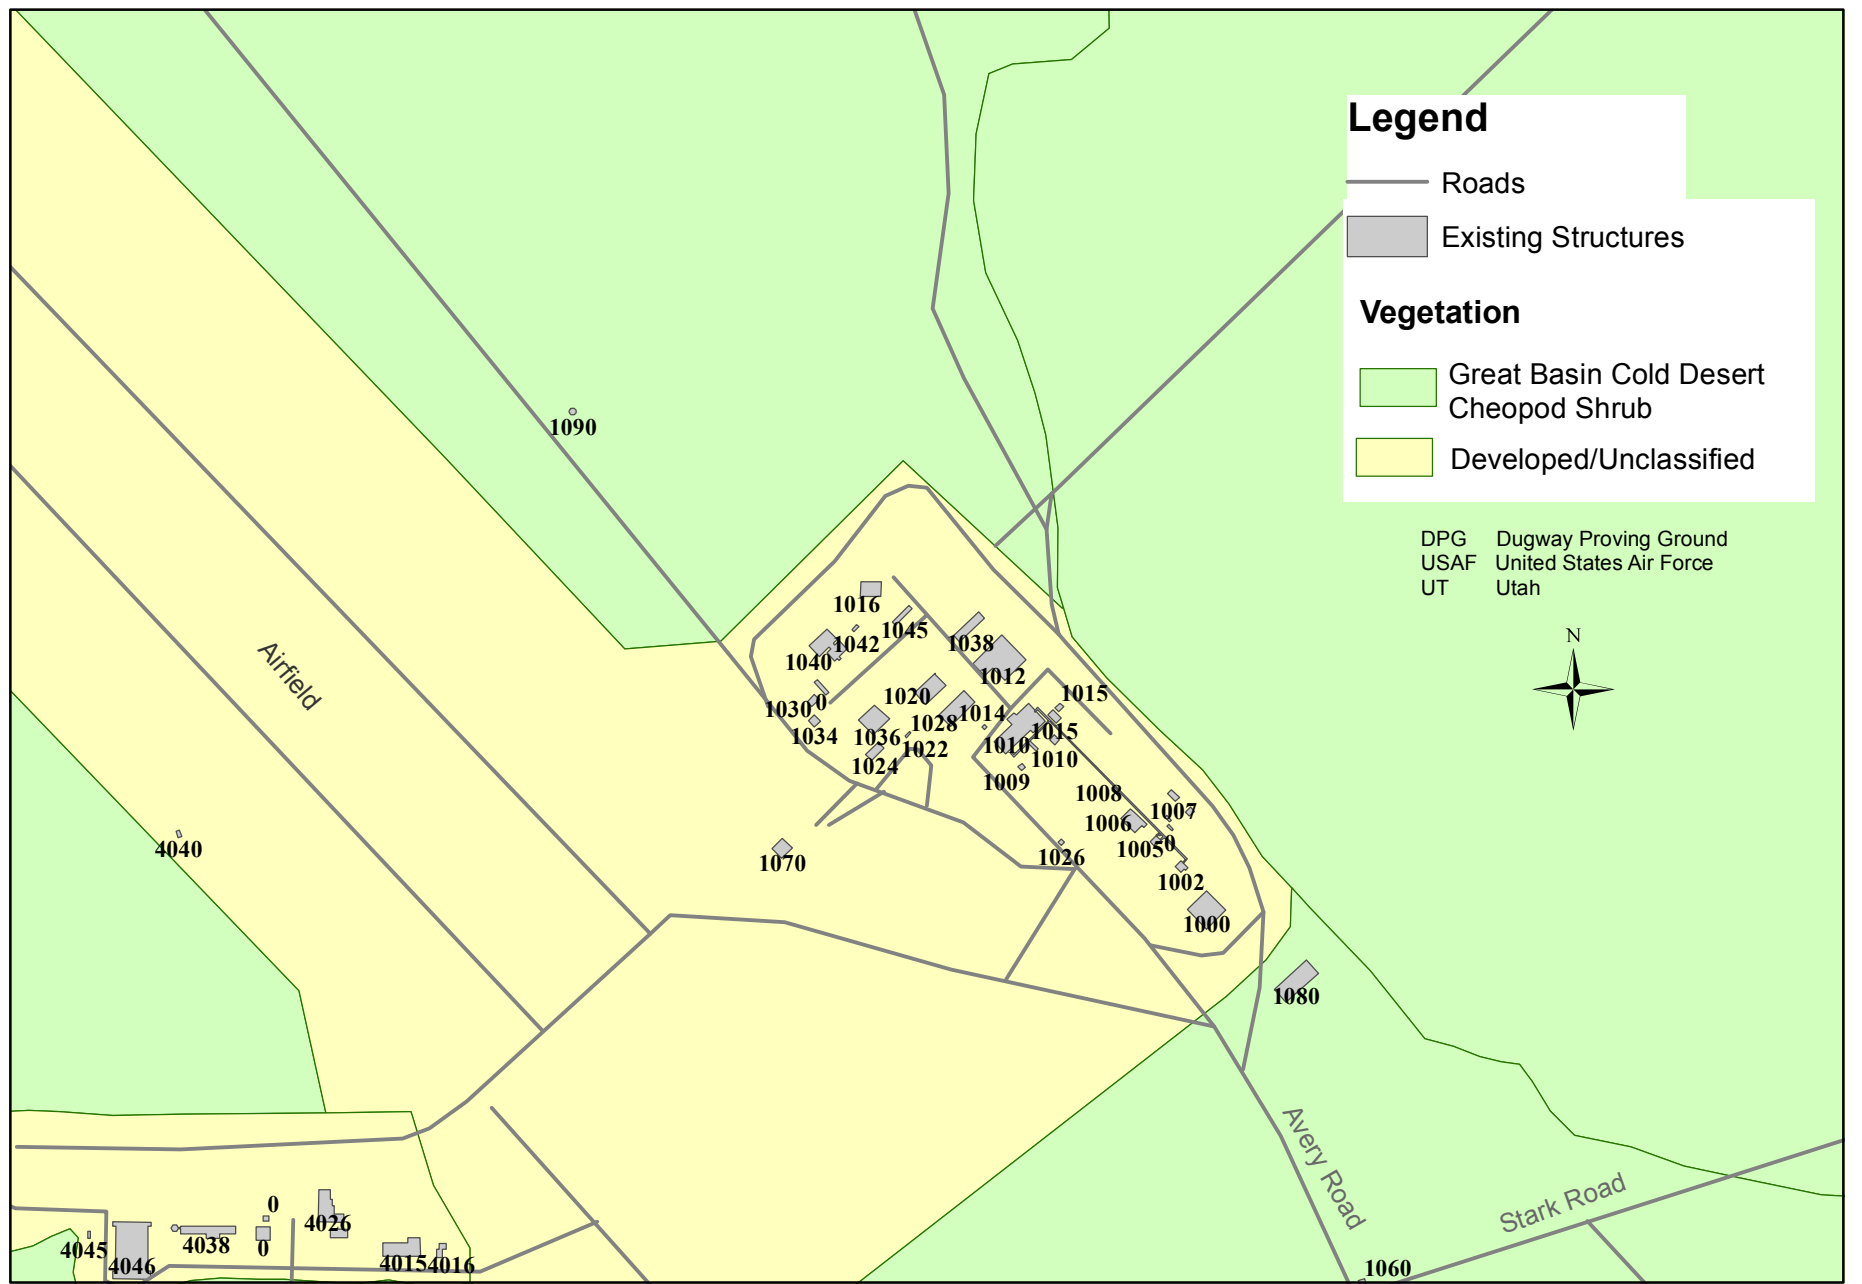 Legend
Roads
Existing Structures
Vegetation
Great Basin Cold Desert
Cheopod Shrub
Developed/Unclassified
DPG Dugway Proving Ground
USAF United States Air Force
UT Utah
N
1090
Airfield
1016
1045
1042
1038
1040
1012
1020
1015
1030
0
1034
1036
1028
1014
1022
1010
1015
1024
1010
1009
1008
1007
1006
1005
0
1026
1002
1070
4040
1000
1080
Avery Road
Stark Road
0
4026
4045
4038
0
4046
4015
4016
1060